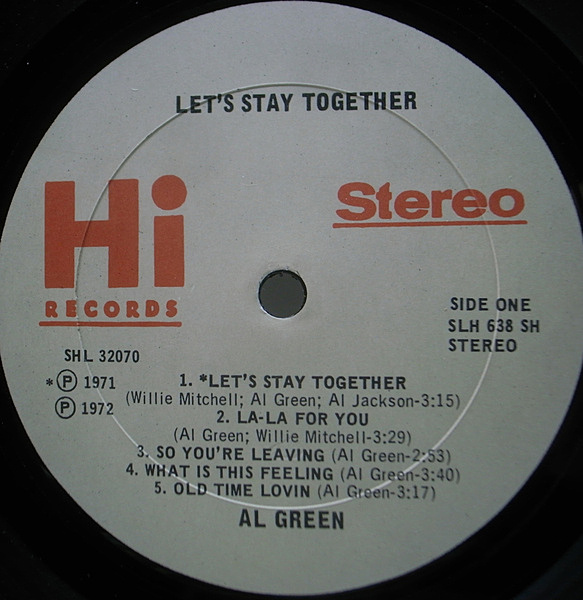 LET'S STAY TOGETHER
Hi
RECORDS
Stereo
SIDE ONE
SLH 638 SH
STEREO
SHL 32070
*Ⓟ 1971
Ⓟ 1972
1. *LET'S STAY TOGETHER
(Willie Mitchell; Al Green; Al Jackson-3:15)
2. LA-LA FOR YOU
(Al Green; Willie Mitchell-3:29)
3. SO YOU'RE LEAVING (Al Green-2:53)
4. WHAT IS THIS FEELING (Al Green-3:40)
5. OLD TIME LOVIN (Al Green-3:17)
AL GREEN